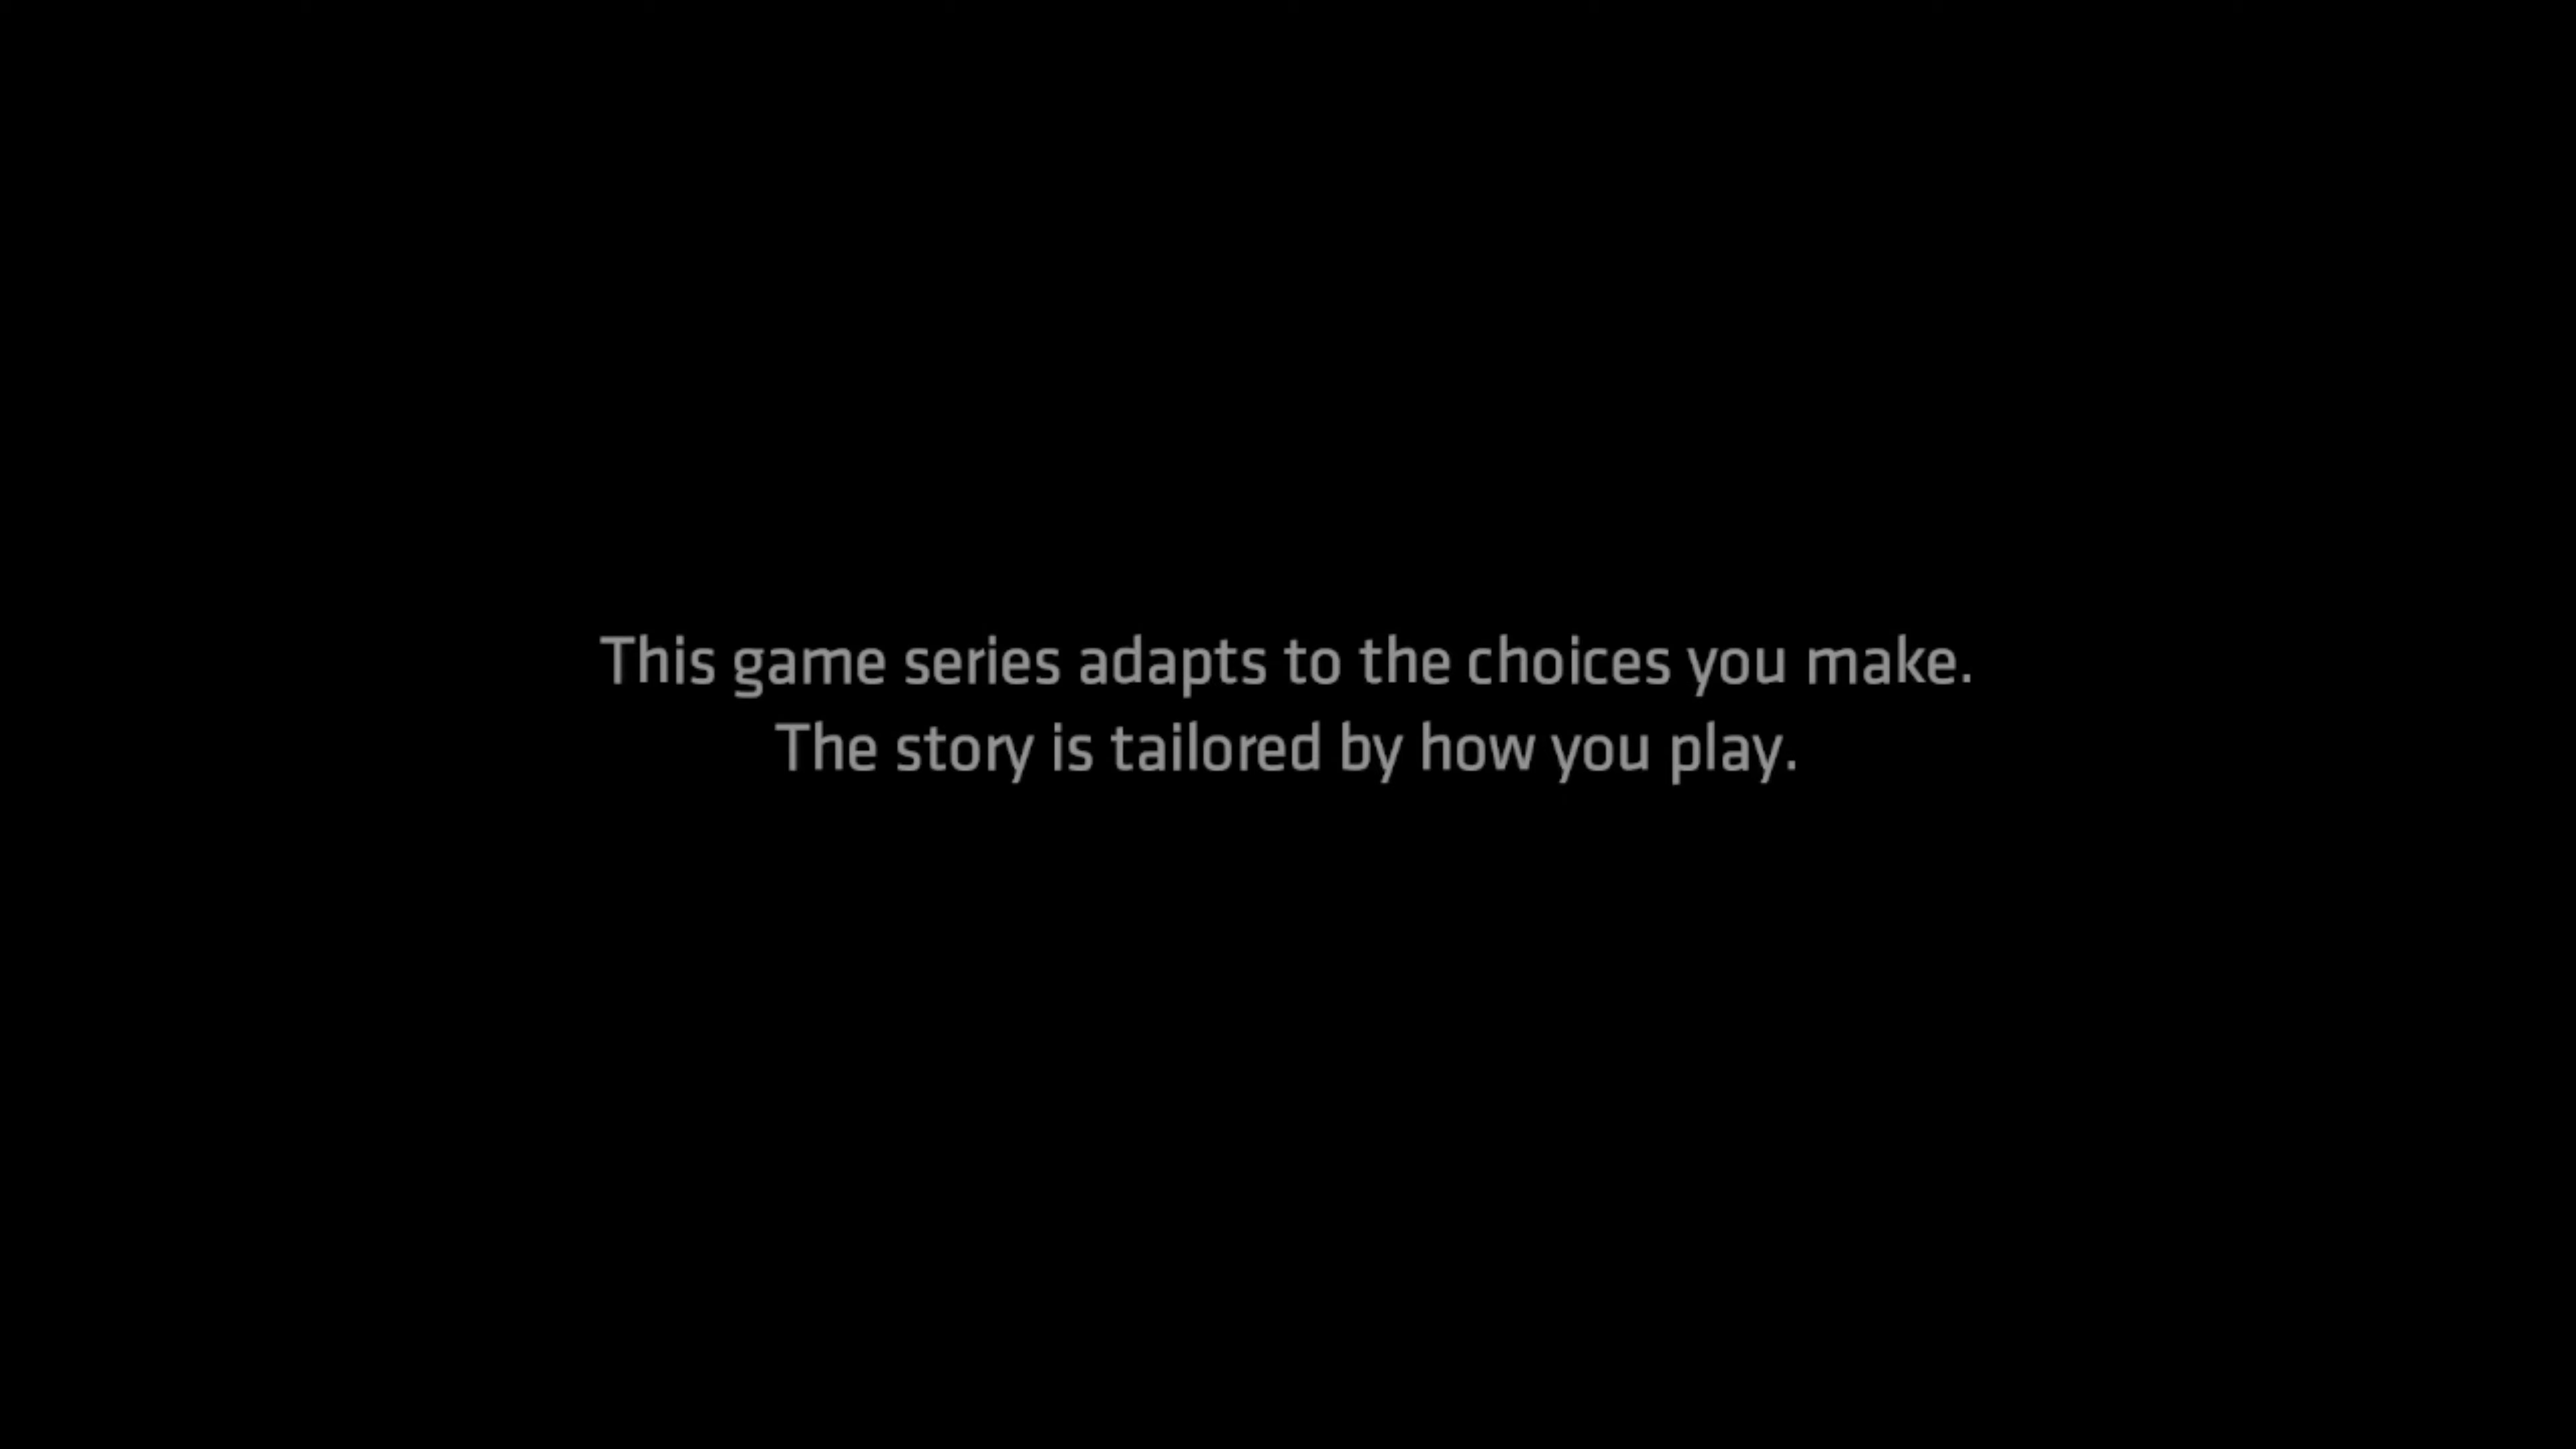 This game series adapts to the choices you make.
The story is tailored by how you play.